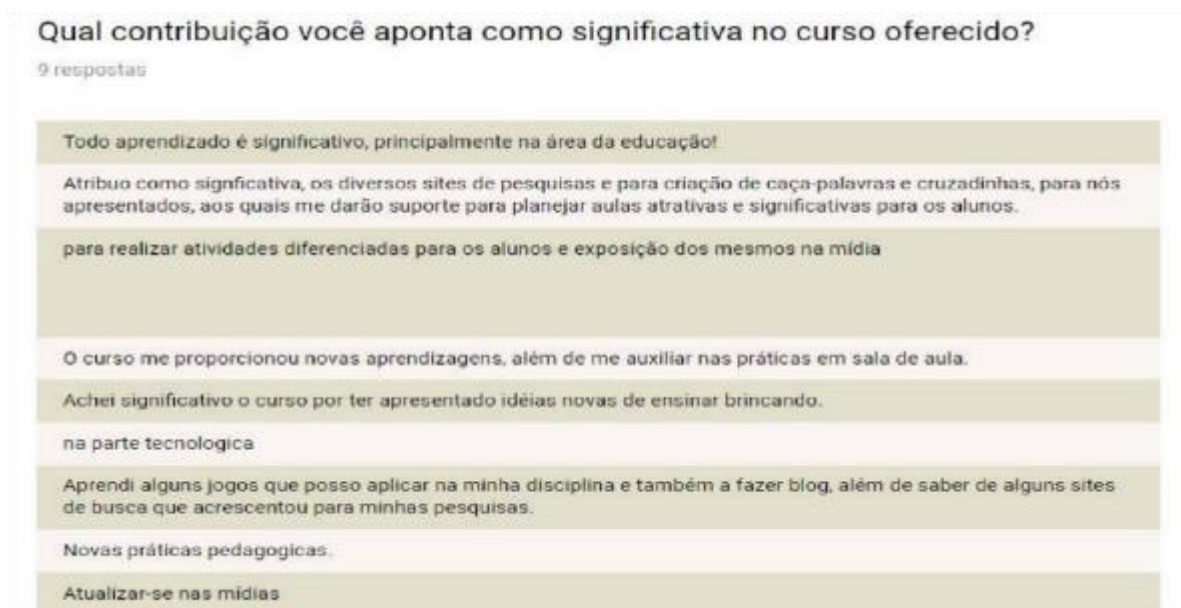 Qual contribuição você aponta como significativa no curso oferecido?
9 respostas
Todo aprendizado é significativo, principalmente na área da educação!
Atribuo como signficativa, os diversos sites de pesquisas e para criação de caça-palavras e cruzadinhas, para nós
apresentados, aos quais me darão suporte para planejar aulas atrativas e significativas para os alunos.
para realizar atividades diferenciadas para os alunos e exposição dos mesmos na mídia
O curso me proporcionou novas aprendizagens, além de me auxiliar nas práticas em sala de aula.
Achei significativo o curso por ter apresentado idéias novas de ensinar brincando.
na parte tecnologica
Aprendi alguns jogos que posso aplicar na minha disciplina e também a fazer blog, além de saber de alguns sites
de busca que acrescentou para minhas pesquisas.
Novas práticas pedagogicas.
Atualizar-se nas mídias